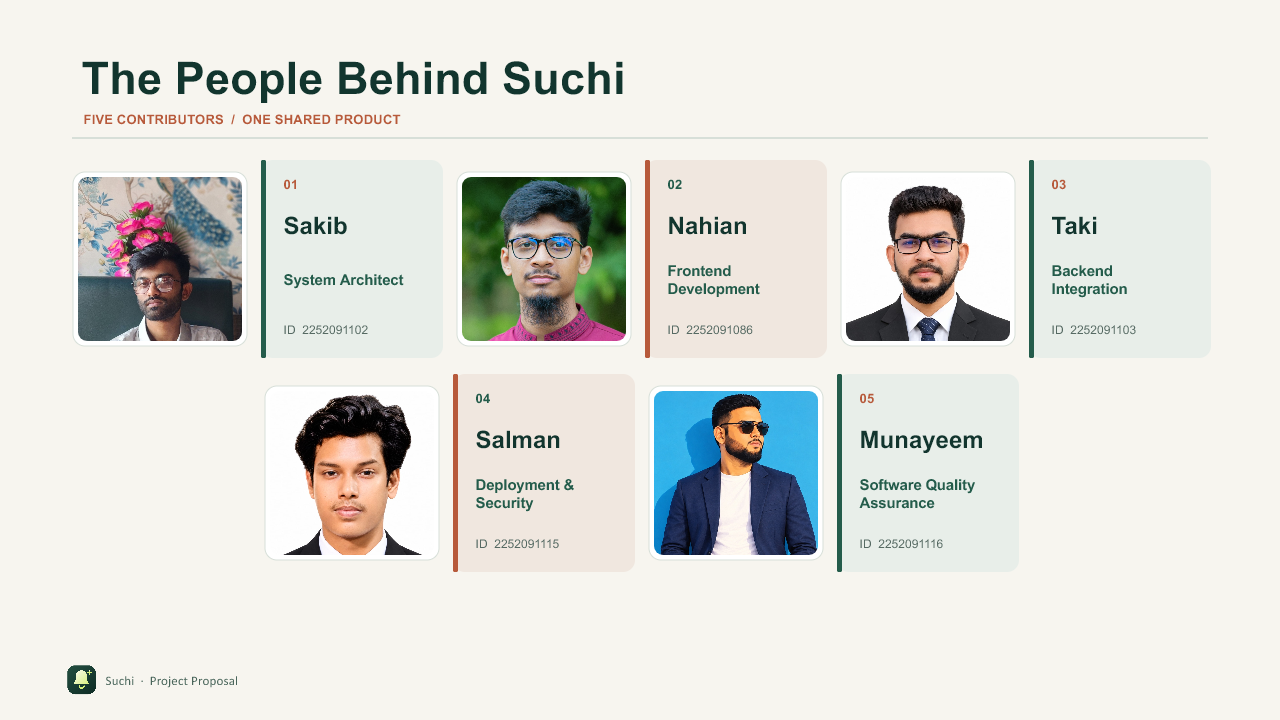 The People Behind Suchi
FIVE CONTRIBUTORS / ONE SHARED PRODUCT
01
Sakib
System Architect
ID 2252091102
02
Nahian
Frontend
Development
ID 2252091086
03
Taki
Backend
Integration
ID 2252091103
04
Salman
Deployment &
Security
ID 2252091115
05
Munayeem
Software Quality
Assurance
ID 2252091116
Suchi · Project Proposal